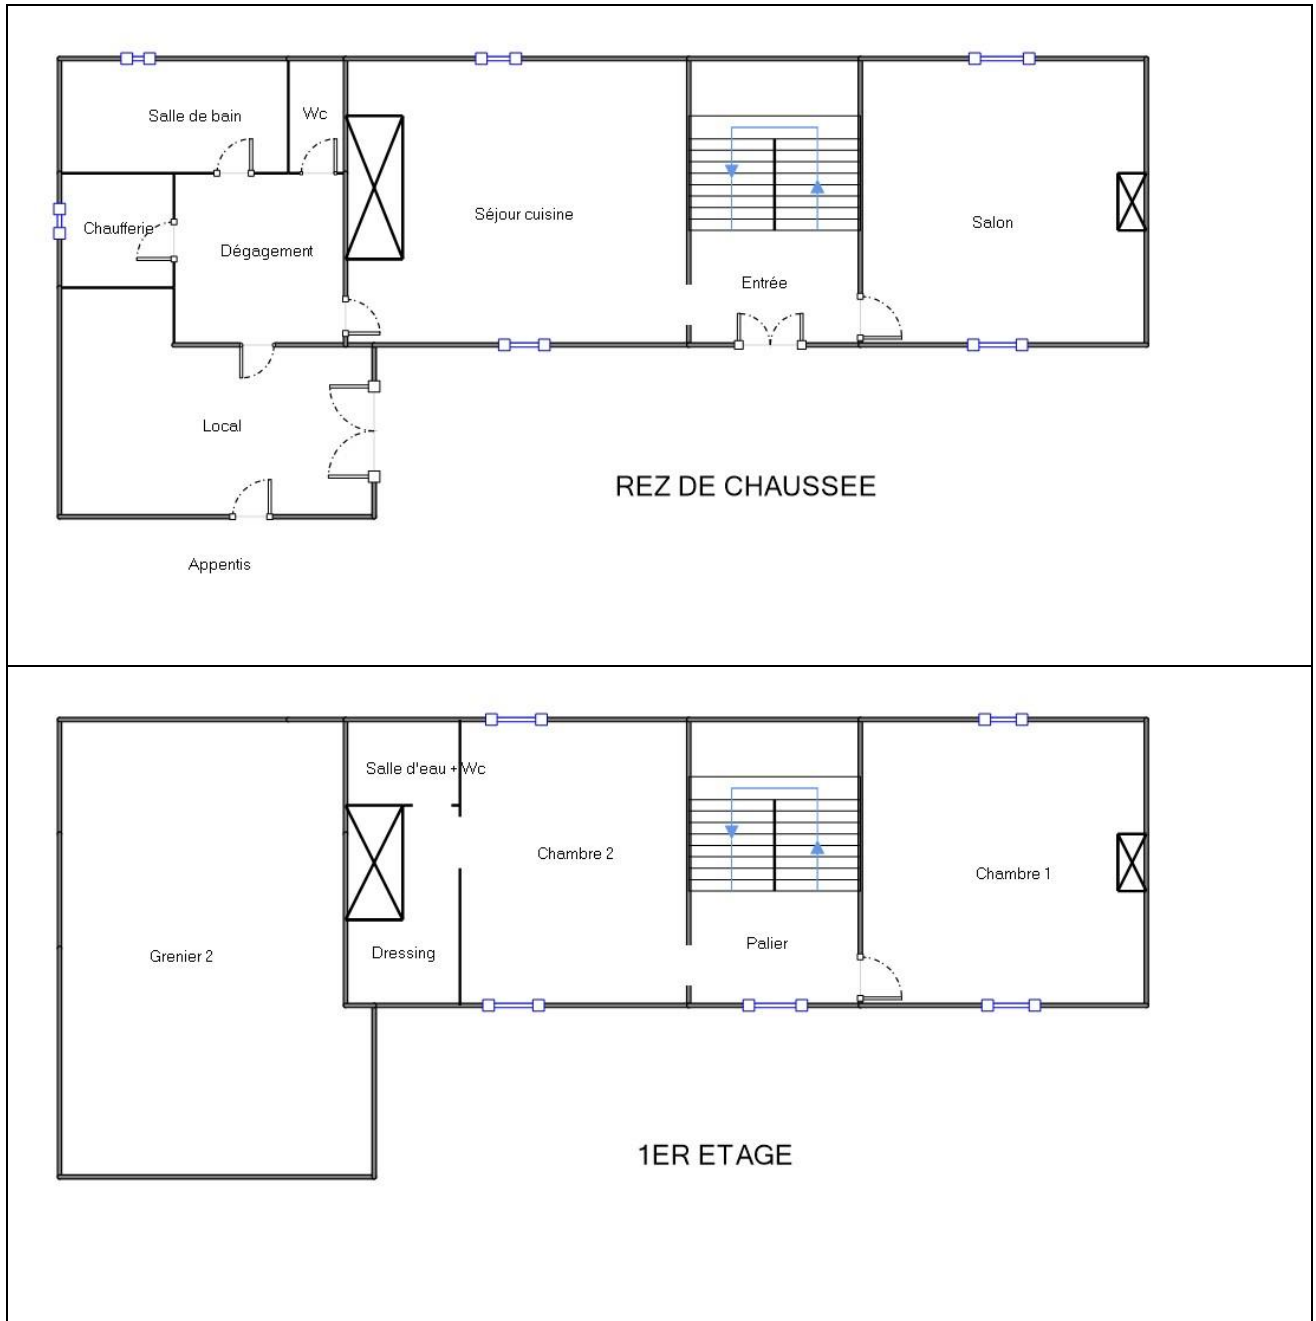 Salle de bain
Wc
Séjour cuisine
Salon
Chaufferie
Dégagement
Entrée
Local
REZ DE CHAUSSEE
Appentis
Salle d'eau + Wc
Chambre 2
Chambre 1
Grenier 2
Dressing
Palier
1ER ETAGE